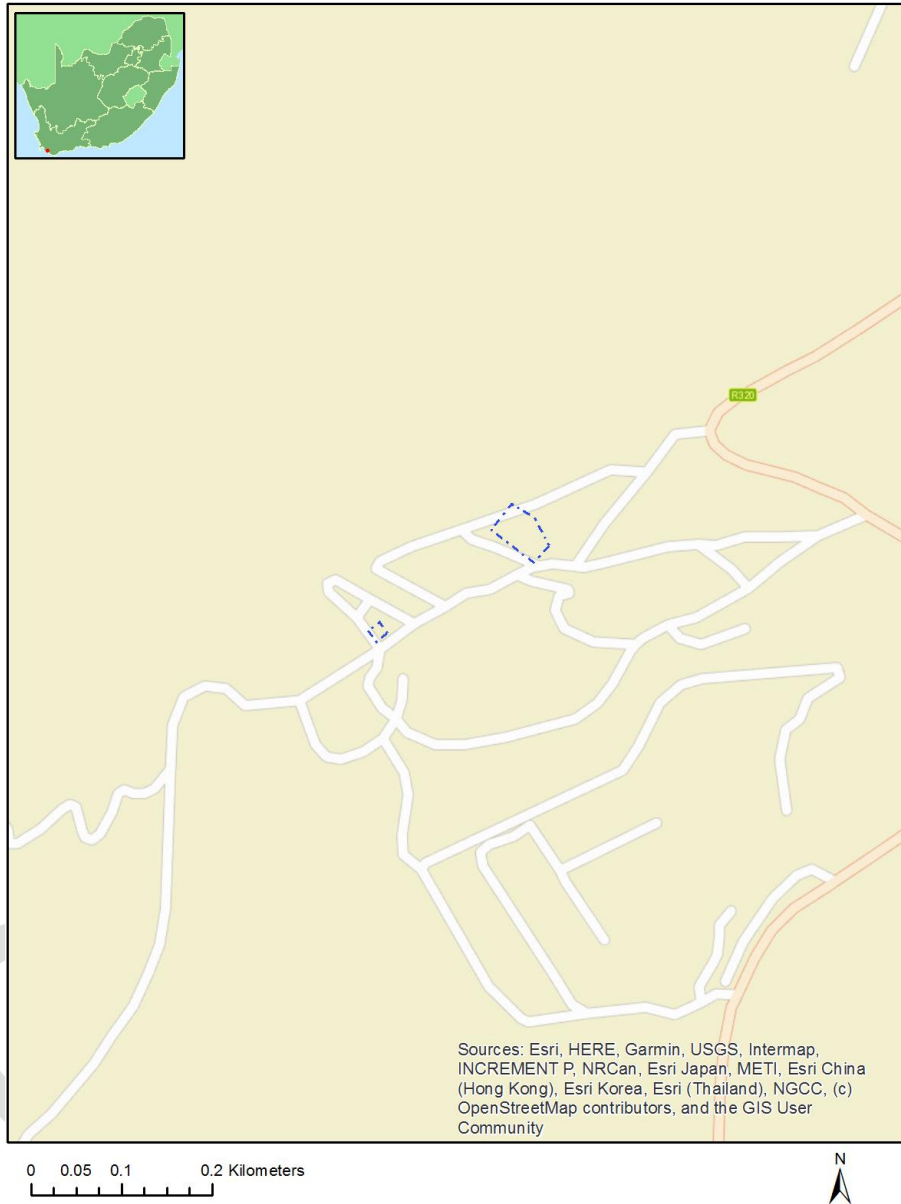 R320
Sources: Esri, HERE, Garmin, USGS, Intermap,
INCREMENT P, NRCan, Esri Japan, METI, Esri China
(Hong Kong), Esri Korea, Esri (Thailand), NGCC, (c)
OpenStreetMap contributors, and the GIS User
Community
0 0.05 0.1 0.2 Kilometers
N